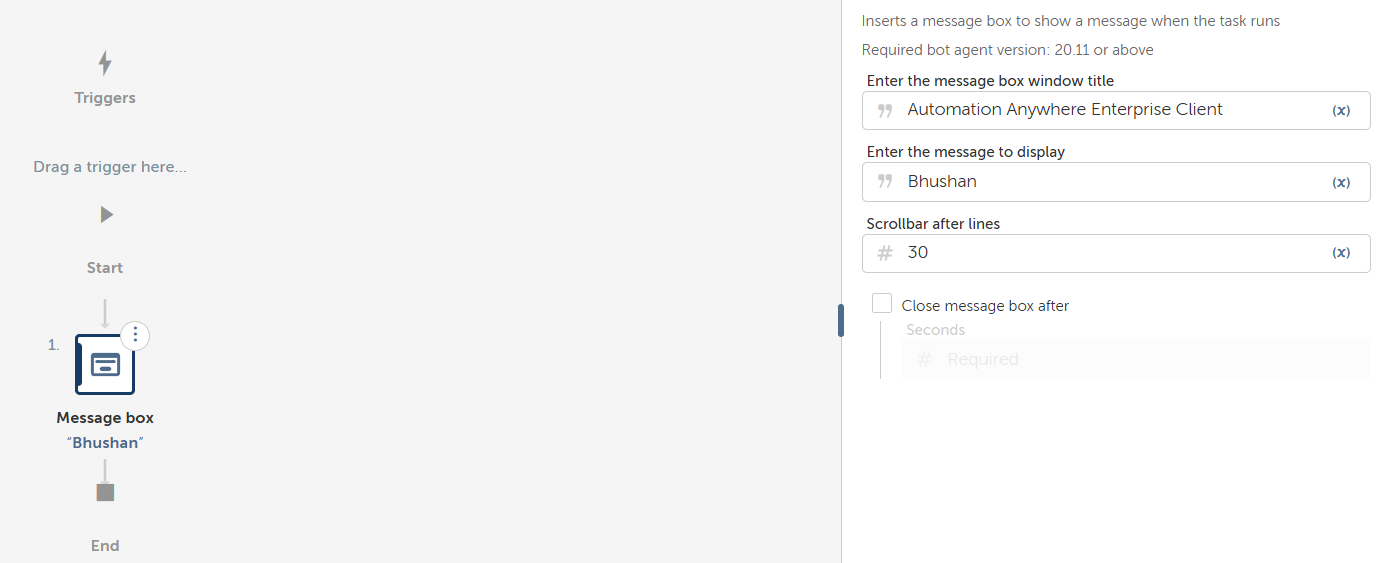 Triggers
Drag a trigger here...
Start
1.
Message box
“Bhushan”
End
Inserts a message box to show a message when the task runs
Required bot agent version: 20.11 or above
Enter the message box window title
Automation Anywhere Enterprise Client (x)
Enter the message to display
Bhushan (x)
Scrollbar after lines
# 30 (x)
Close message box after
Seconds
# Required